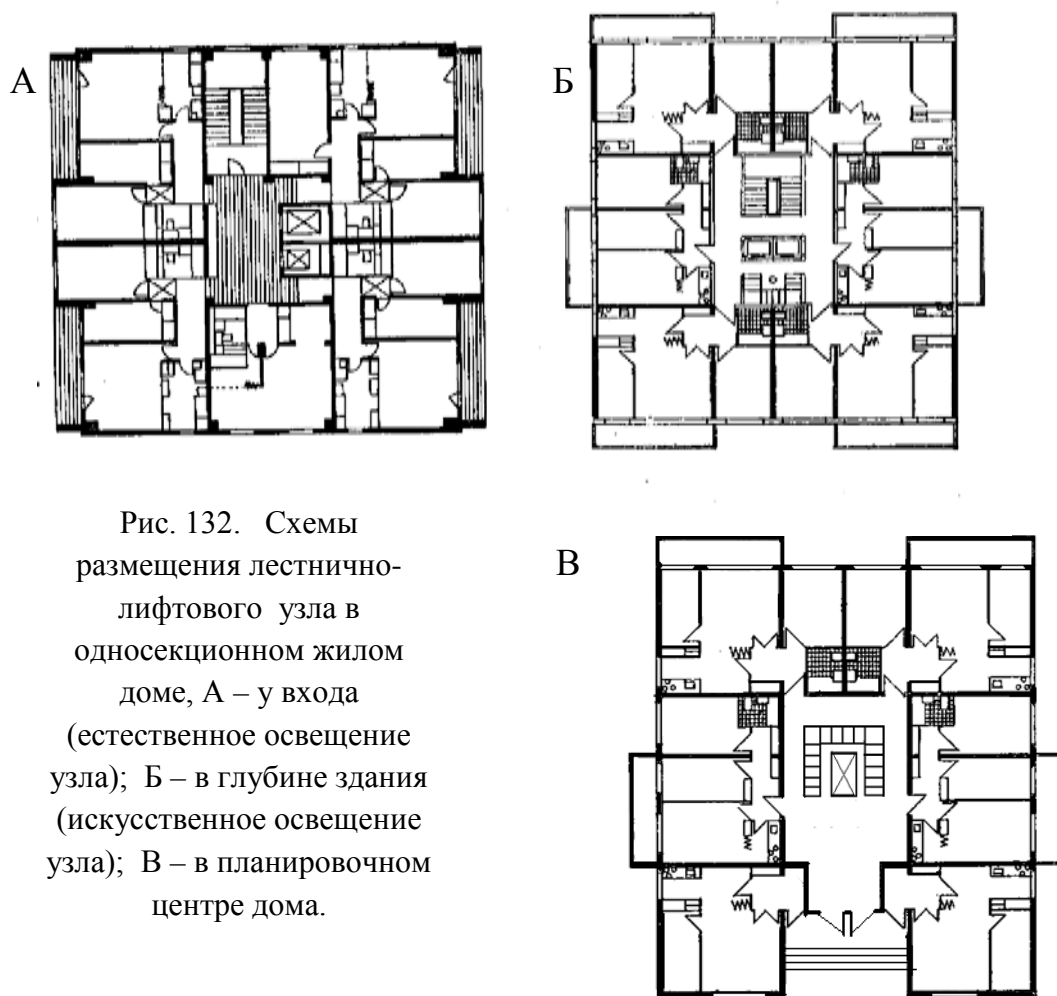 А
Б
Рис. 132. Схемы
размещения лестнично-
лифтового узла в
односекционном жилом
доме, А – у входа
(естественное освещение
узла); Б – в глубине здания
(искусственное освещение
узла); В – в планировочном
центре дома.
В